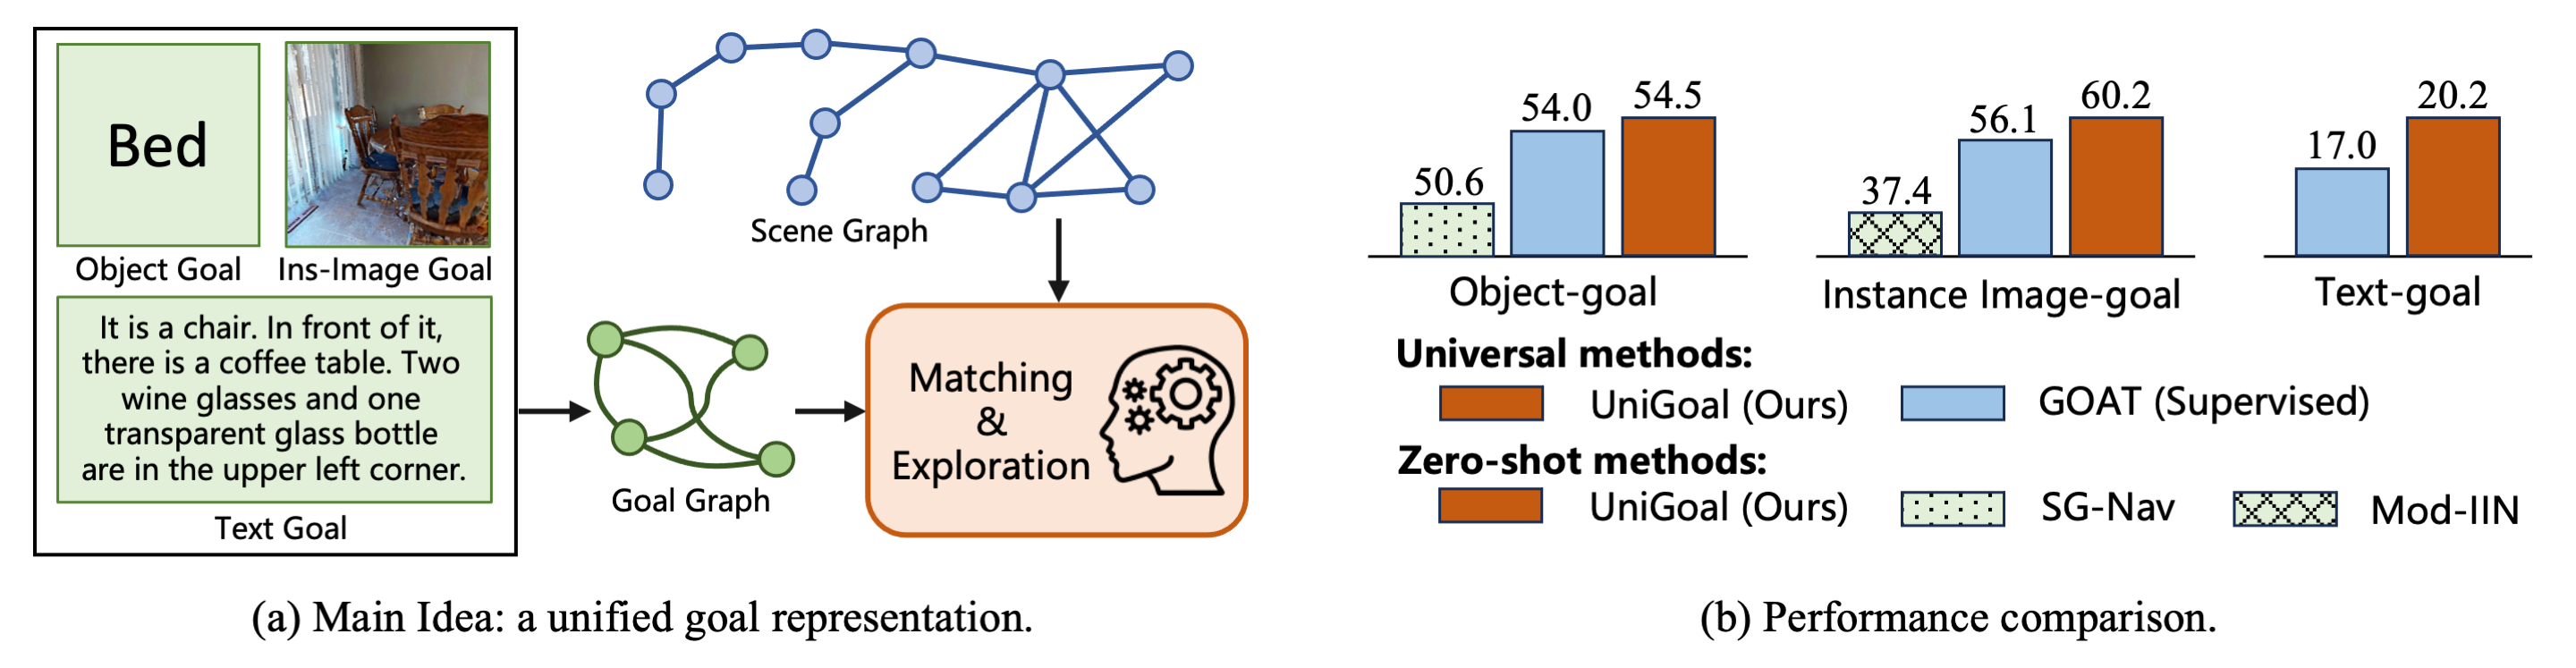 Bed
Object Goal
Ins-Image Goal
It is a chair. In front of it,
there is a coffee table. Two
wine glasses and one
transparent glass bottle
are in the upper left corner.
Text Goal
Scene Graph
Goal Graph
Matching
&
Exploration
(a) Main Idea: a unified goal representation.
50.6
54.0
54.5
Object-goal
37.4
56.1
60.2
Instance Image-goal
17.0
20.2
Text-goal
Universal methods:
UniGoal (Ours)
GOAT (Supervised)
Zero-shot methods:
UniGoal (Ours)
SG-Nav
Mod-IIN
(b) Performance comparison.